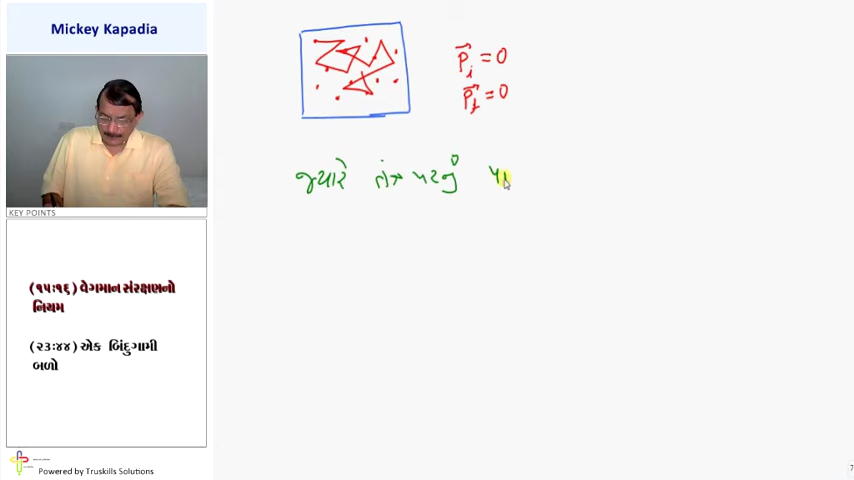 Mickey Kapadia
P⃗i = 0
P⃗f = 0
જ્યારે તંત્ર પરનું પા
KEY POINTS
(૧૫:૧૬) વેગમાન સંરક્ષણનો
નિયમ
(૨૩:૪૪) એક બિંદુગામી
બળો
Powered by Truskills Solutions
7